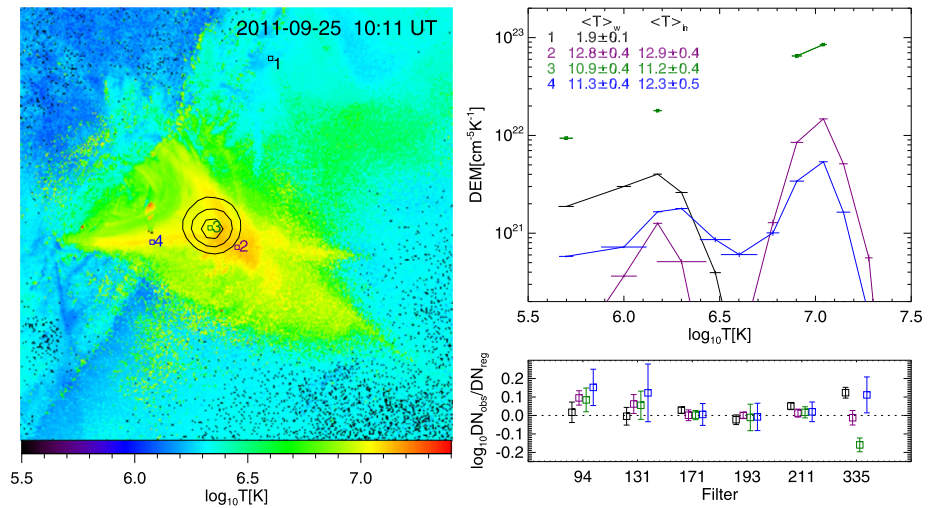 2011-09-25 10:11 UT
1
2
3
4
5.5 6.0 6.5 7.0
log10T[K]
<T>w <T>ln
1 1.9±0.1
2 12.8±0.4 12.9±0.4
3 10.9±0.4 11.2±0.4
4 11.3±0.4 12.3±0.5
10^23
10^22
10^21
DEM[cm^-5K^-1]
5.5 6.0 6.5 7.0 7.5
log10T[K]
0.2
0.1
0.0
-0.1
-0.2
log10DNobs/DNreg
94 131 171 193 211 335
Filter